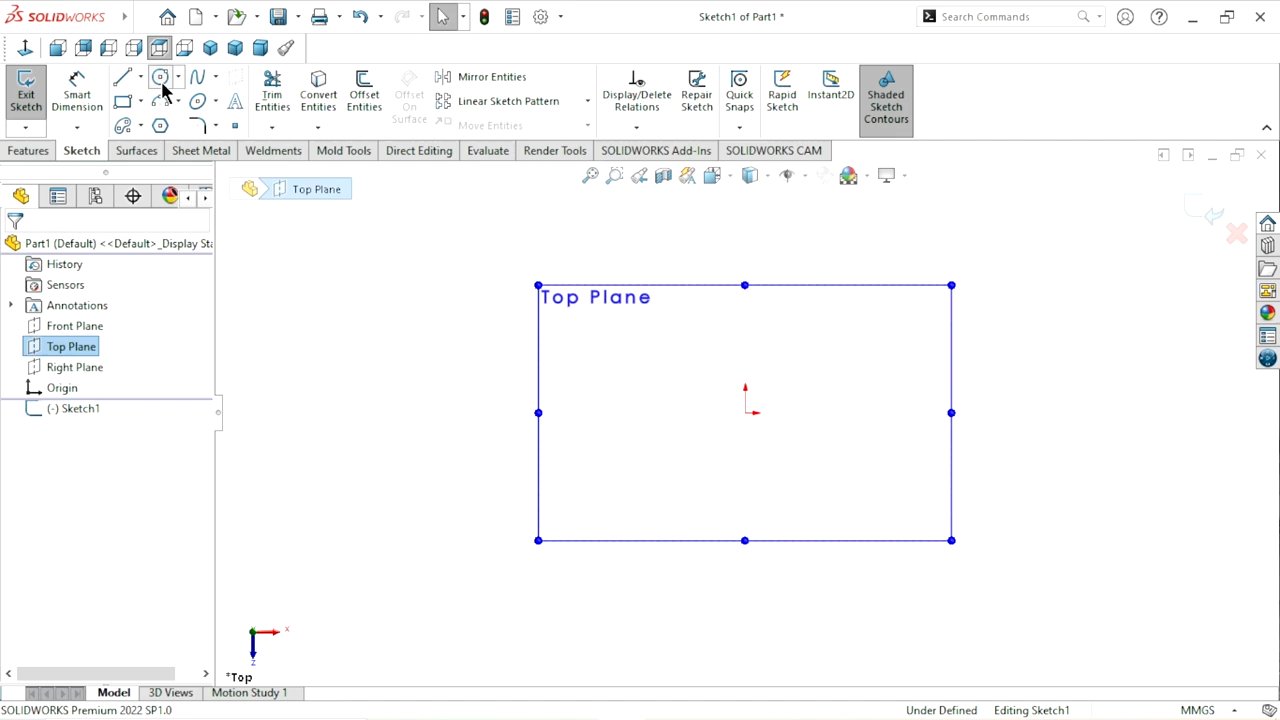 SOLIDWORKS
Sketch1 of Part1 *
Search Commands
Exit Sketch
Smart Dimension
Trim Entities
Convert Entities
Offset Entities
Offset On Surface
Mirror Entities
Linear Sketch Pattern
Move Entities
Display/Delete Relations
Repair Sketch
Quick Snaps
Rapid Sketch
Instant2D
Shaded Sketch Contours
Features
Sketch
Surfaces
Sheet Metal
Weldments
Mold Tools
Direct Editing
Evaluate
Render Tools
SOLIDWORKS Add-Ins
SOLIDWORKS CAM
Top Plane
Part1 (Default) <<Default>_Display Sta
History
Sensors
Annotations
Front Plane
Top Plane
Right Plane
Origin
(-) Sketch1
Top Plane
x
Z
*Top
Model
3D Views
Motion Study 1
SOLIDWORKS Premium 2022 SP1.0
Under Defined
Editing Sketch1
MMGS